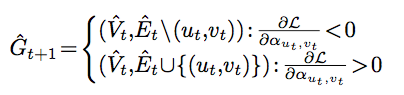 Ĝ_{t+1} = { (V̂_t, Ê_t \ (u_t, v_t)) : ∂ℒ/∂α_{u_t,v_t} < 0
(V̂_t, Ê_t ∪ {(u_t, v_t)}) : ∂ℒ/∂α_{u_t,v_t} > 0